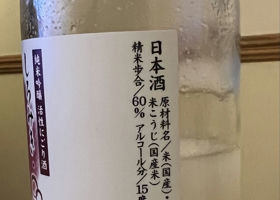 日本酒
原材料名／米(国産)・
米こうじ(国産米)
精米歩合／60% アルコール分／15度
純米吟醸 活性にごり酒